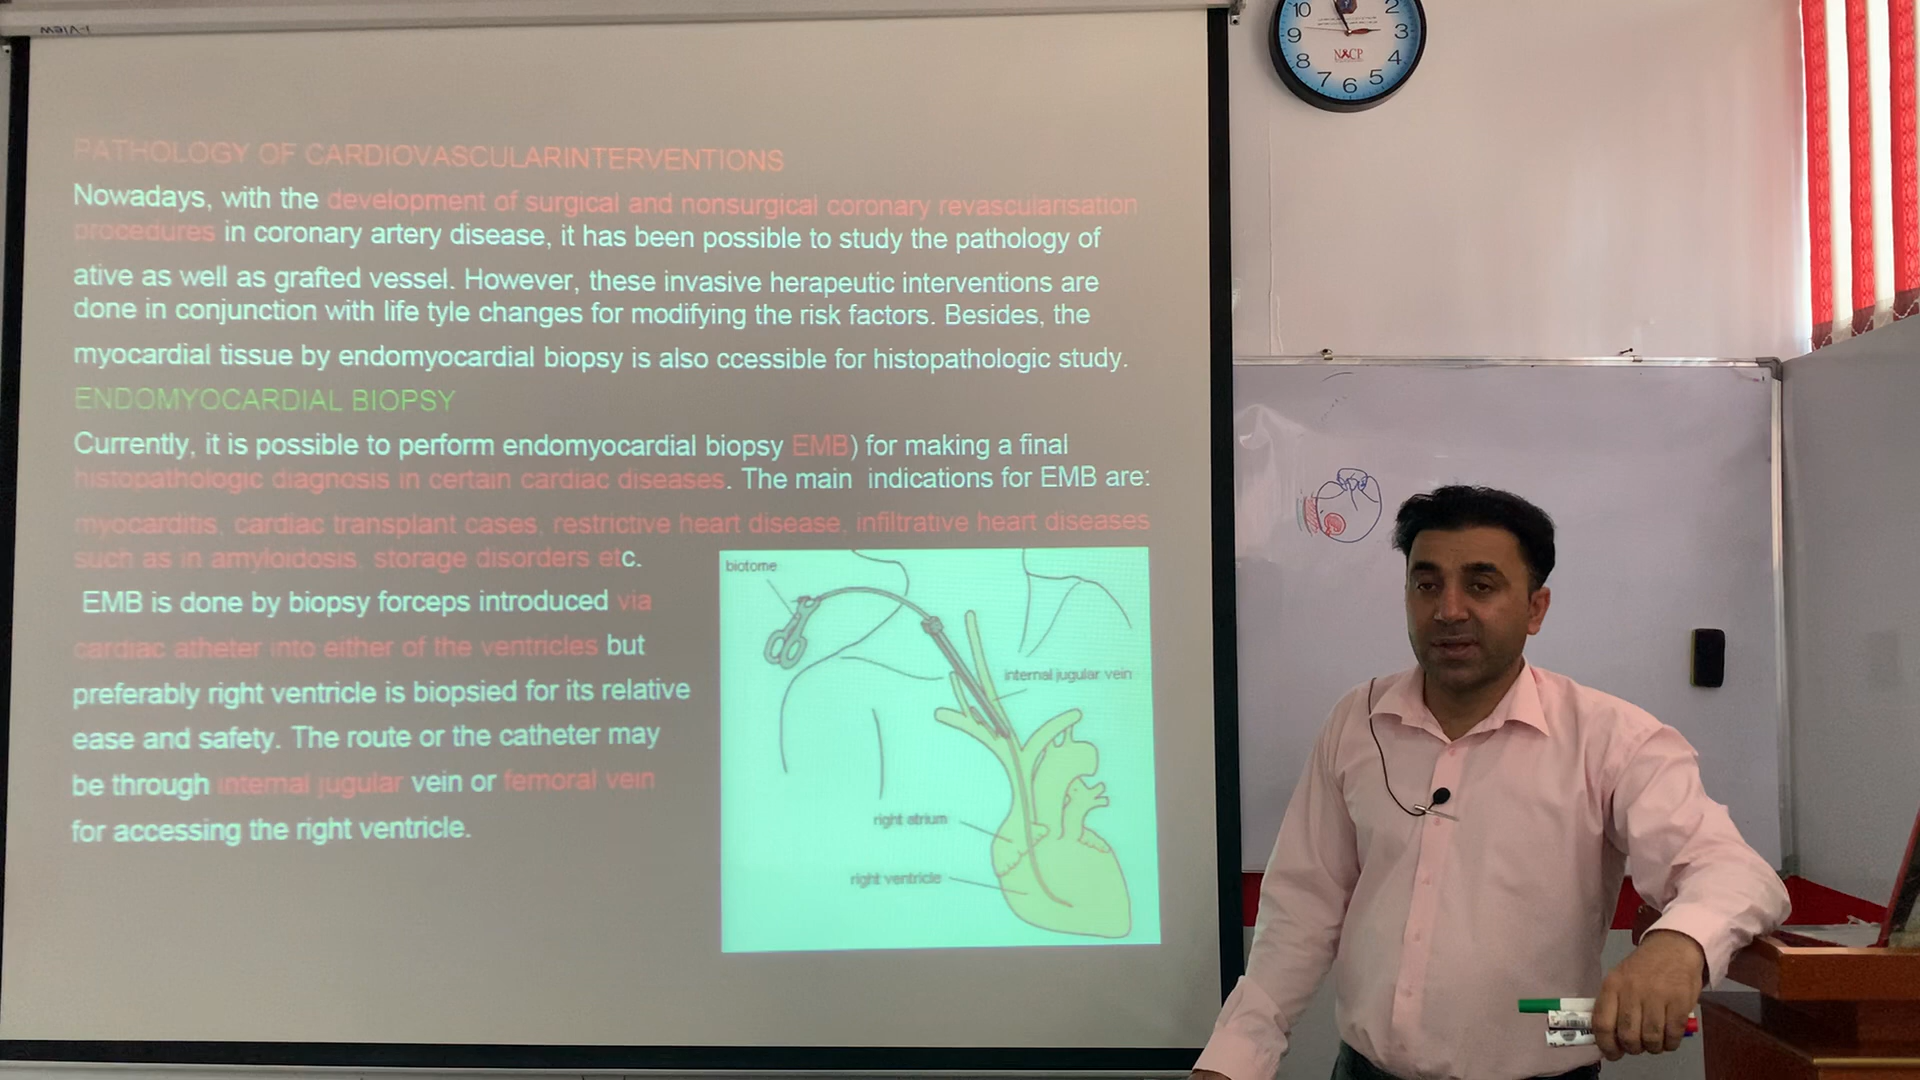 I-VIEW
PATHOLOGY OF CARDIOVASCULARINTERVENTIONS
Nowadays, with the development of surgical and nonsurgical coronary revascularisation
procedures in coronary artery disease, it has been possible to study the pathology of
ative as well as grafted vessel. However, these invasive herapeutic interventions are
done in conjunction with life tyle changes for modifying the risk factors. Besides, the
myocardial tissue by endomyocardial biopsy is also ccessible for histopathologic study.
ENDOMYOCARDIAL BIOPSY
Currently, it is possible to perform endomyocardial biopsy EMB) for making a final
histopathologic diagnosis in certain cardiac diseases. The main indications for EMB are:
myocarditis, cardiac transplant cases, restrictive heart disease, infiltrative heart diseases
such as in amyloidosis, storage disorders etc.
EMB is done by biopsy forceps introduced via
cardiac atheter into either of the ventricles but
preferably right ventricle is biopsied for its relative
ease and safety. The route or the catheter may
be through internal jugular vein or femoral vein
for accessing the right ventricle.
biotome
internal jugular vein
right atrium
right ventricle
10 2
9 3
NACP
8 4
7 6 5